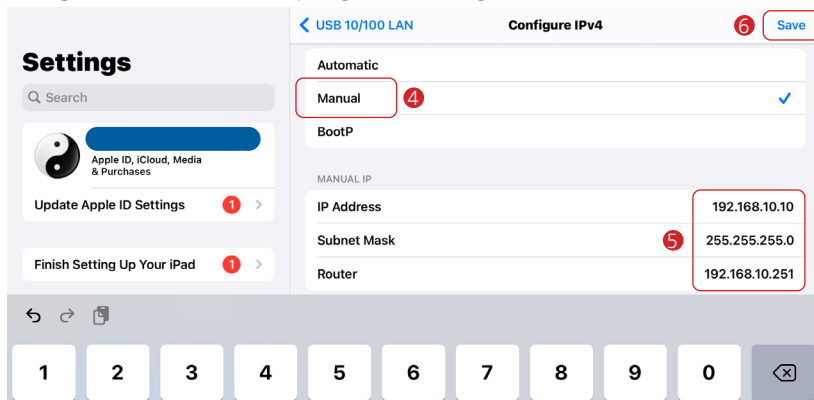 Settings
Search
Apple ID, iCloud, Media
& Purchases
Update Apple ID Settings 1
Finish Setting Up Your iPad 1
USB 10/100 LAN Configure IPv4 6 Save
Automatic
Manual 4
BootP
MANUAL IP
IP Address 192.168.10.10
Subnet Mask 5 255.255.255.0
Router 192.168.10.251
1 2 3 4 5 6 7 8 9 0